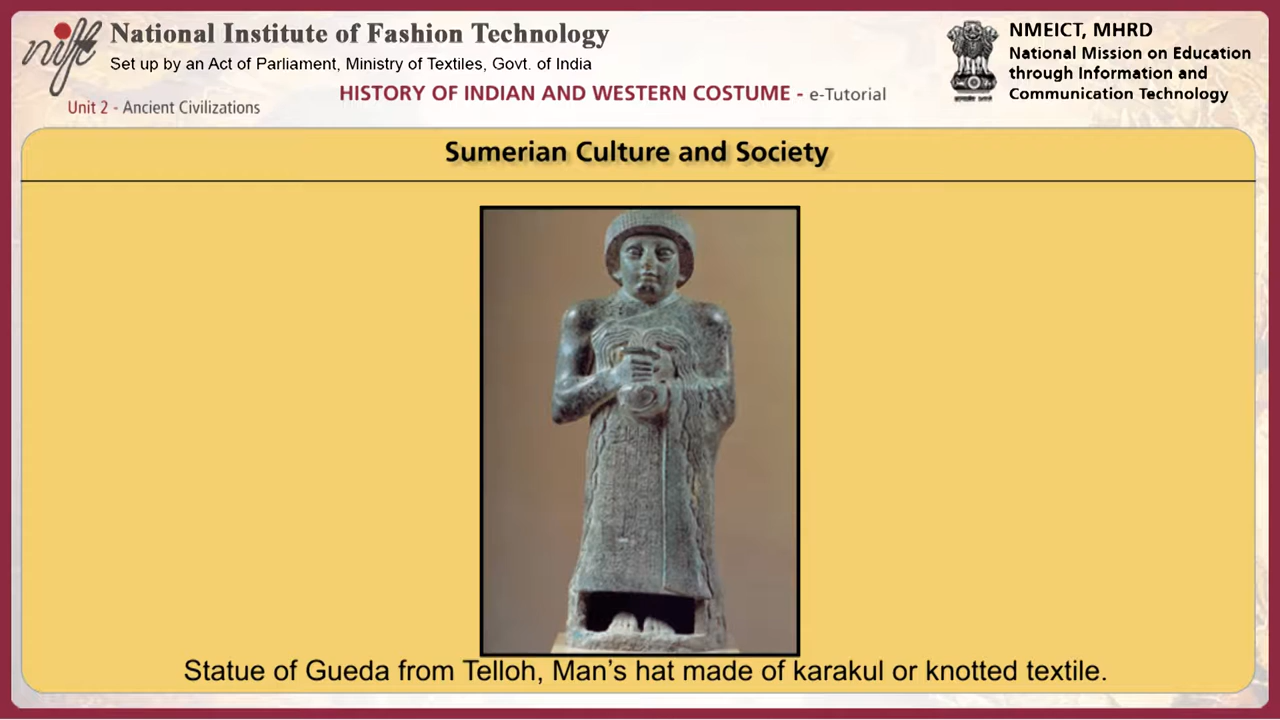 nift
National Institute of Fashion Technology
Set up by an Act of Parliament, Ministry of Textiles, Govt. of India
NMEICT, MHRD
National Mission on Education
through Information and
Communication Technology
HISTORY OF INDIAN AND WESTERN COSTUME - e-Tutorial
Unit 2 - Ancient Civilizations
Sumerian Culture and Society
Statue of Gueda from Telloh, Man’s hat made of karakul or knotted textile.